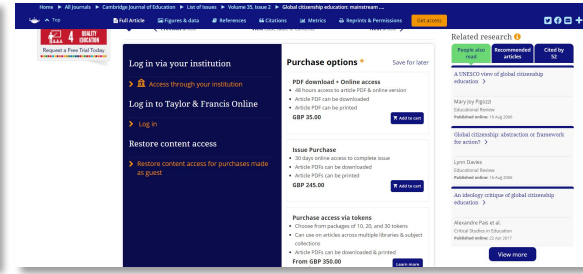 Home ▶ All Journals ▶ Cambridge Journal of Education ▶ List of Issues ▶ Volume 35, Issue 2 ▶ Global citizenship education: mainstream ....
Top
Full Article
Figures & data
References
Citations
Metrics
Reprints & Permissions
Get access
4 QUALITY EDUCATION
Request a Free Trial Today
Log in via your institution
Access through your institution
Log in to Taylor & Francis Online
Log in
Restore content access
Restore content access for purchases made
as guest
Purchase options *
Save for later
PDF download + Online access
• 48 hours access to article PDF & online version
• Article PDF can be downloaded
• Article PDF can be printed
GBP 35.00
Add to cart
Issue Purchase
• 30 days online access to complete issue
• Article PDFs can be downloaded
• Article PDFs can be printed
GBP 245.00
Add to cart
Purchase access via tokens
• Choose from packages of 10, 20, and 30 tokens
• Can use on articles across multiple libraries & subject
collections
• Article PDFs can be downloaded & printed
From GBP 350.00
Learn more
Related research
People also
read
Recommended
articles
Cited by
52
A UNESCO view of global citizenship
education
Mary Joy Pigozzi
Educational Review
Published online: 16 Aug 2006
Global citizenship: abstraction or framework
for action?
Lynn Davies
Educational Review
Published online: 16 Aug 2006
An ideology critique of global citizenship
education
Alexandre Pais et al.
Critical Studies in Education
Published online: 22 Jun 2017
View more